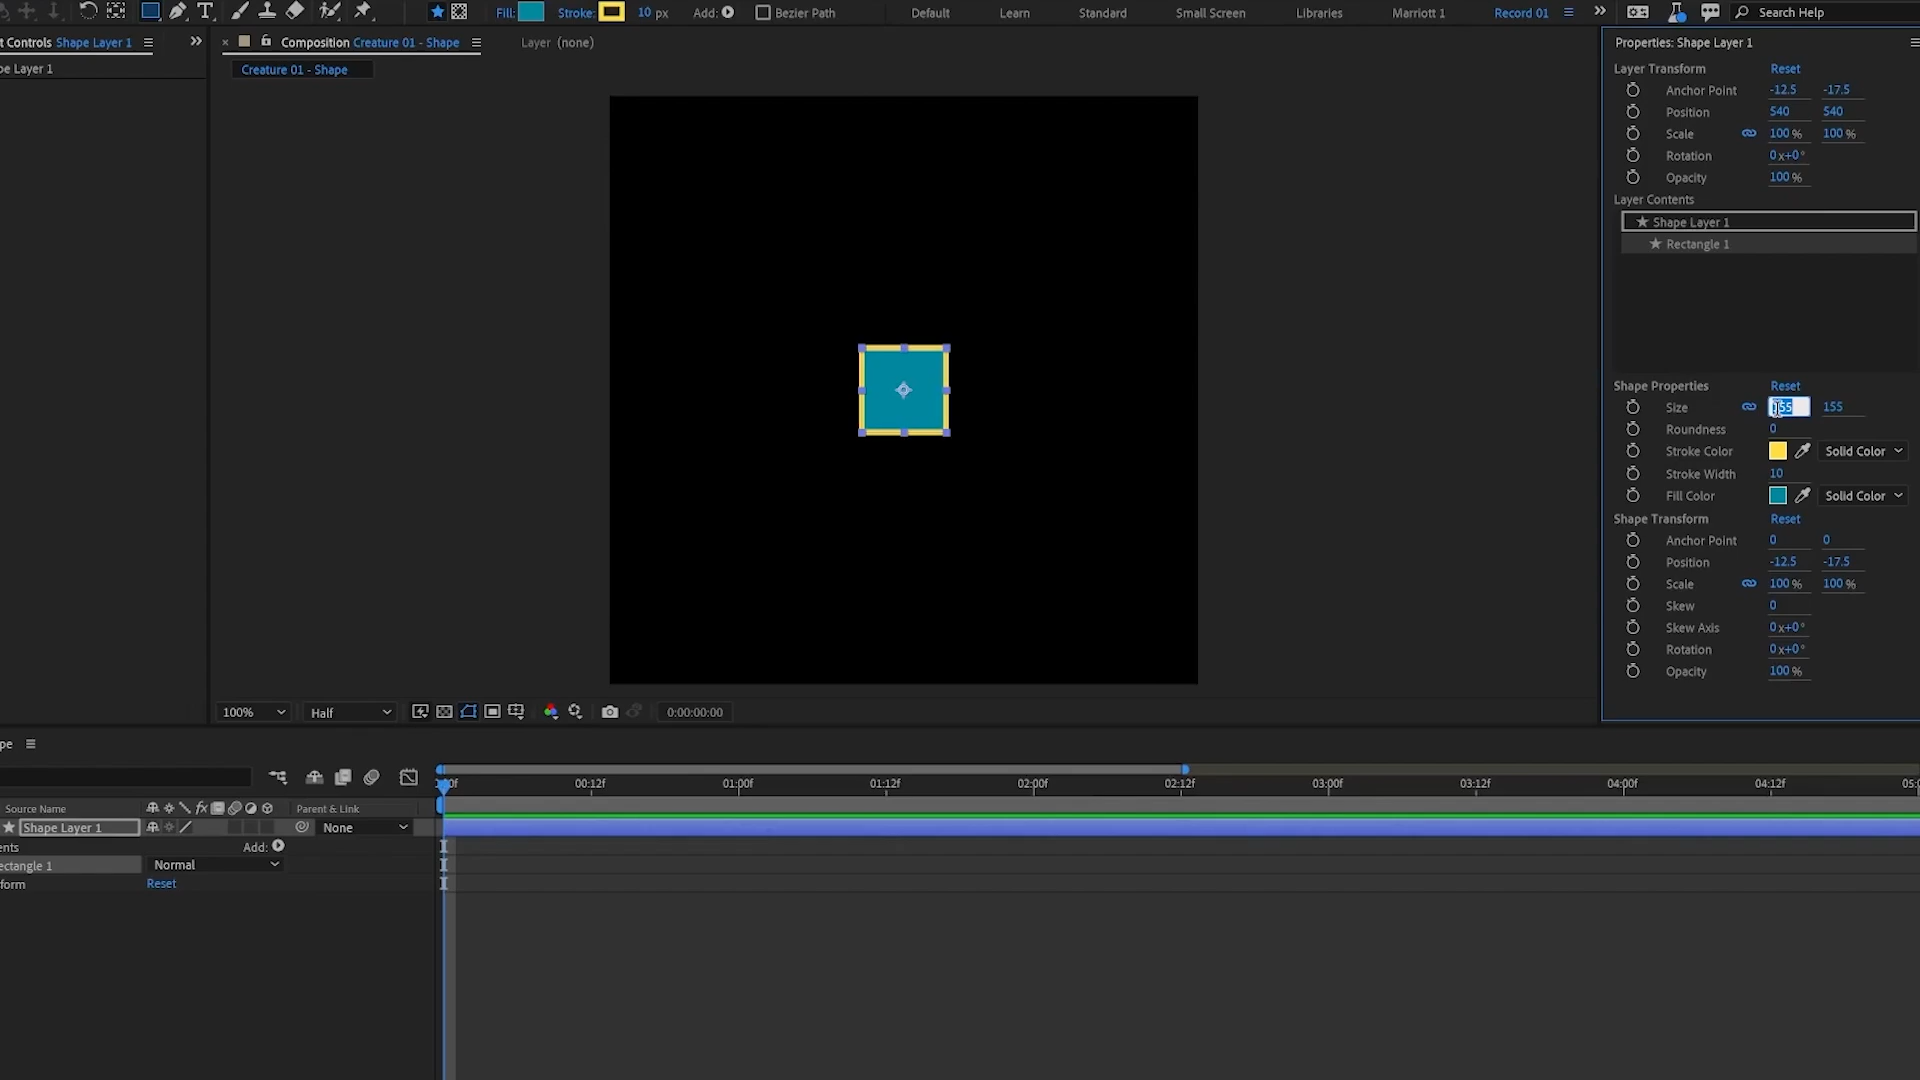 Fill: Stroke: 10 px Add: Bezier Path Default Learn Standard Small Screen Libraries Marriott 1 Record 01 Search Help
t Controls Shape Layer 1 Composition Creature 01 - Shape Layer (none) Properties: Shape Layer 1
pe Layer 1 Creature 01 - Shape
Layer Transform Reset
Anchor Point -12.5 -17.5
Position 540 540
Scale 100 % 100 %
Rotation 0 x+0°
Opacity 100 %
Layer Contents
Shape Layer 1
Rectangle 1
Shape Properties Reset
Size 155 155
Roundness 0
Stroke Color Solid Color
Stroke Width 10
Fill Color Solid Color
Shape Transform Reset
Anchor Point 0 0
Position -12.5 -17.5
Scale 100 % 100 %
Skew 0
Skew Axis 0 x+0°
Rotation 0 x+0°
Opacity 100 %
100% Half 0:00:00:00
pe
00f 00:12f 01:00f 01:12f 02:00f 02:12f 03:00f 03:12f 04:00f 04:12f 05:0
Source Name fx Parent & Link
Shape Layer 1 None
ents Add:
ectangle 1 Normal
form Reset